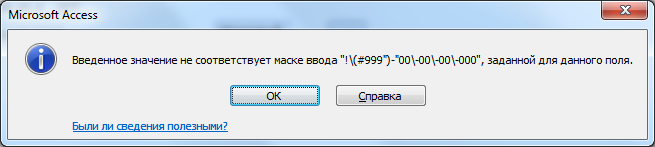 Microsoft Access
Введенное значение не соответствует маске ввода "!\(#999")-"00\-00\-00\-000", заданной для данного поля.
ОК
Справка
Были ли сведения полезными?